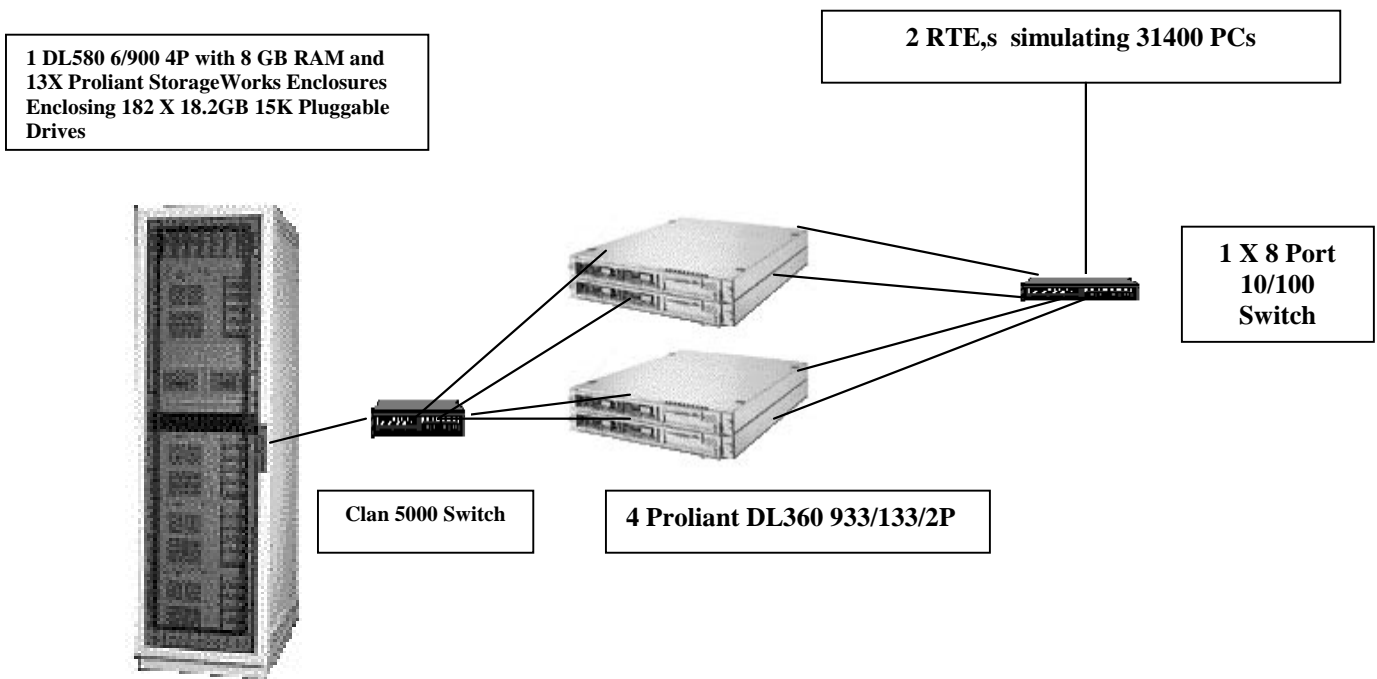 1 DL580 6/900 4P with 8 GB RAM and
13X Proliant StorageWorks Enclosures
Enclosing 182 X 18.2GB 15K Pluggable
Drives
2 RTE,s simulating 31400 PCs
1 X 8 Port
10/100
Switch
Clan 5000 Switch
4 Proliant DL360 933/133/2P